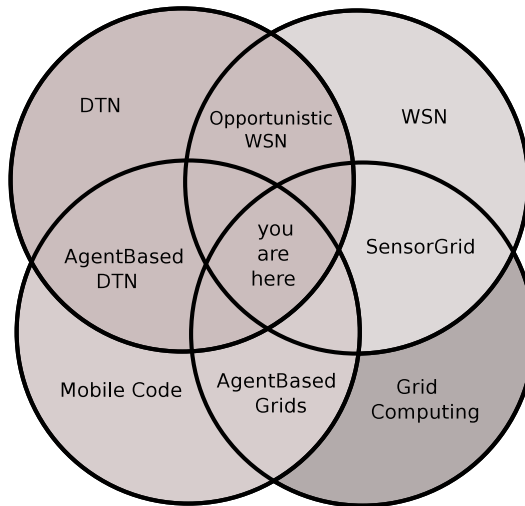 DTN
Opportunistic
WSN
WSN
you
are
here
AgentBased
DTN
SensorGrid
Mobile Code
AgentBased
Grids
Grid
Computing